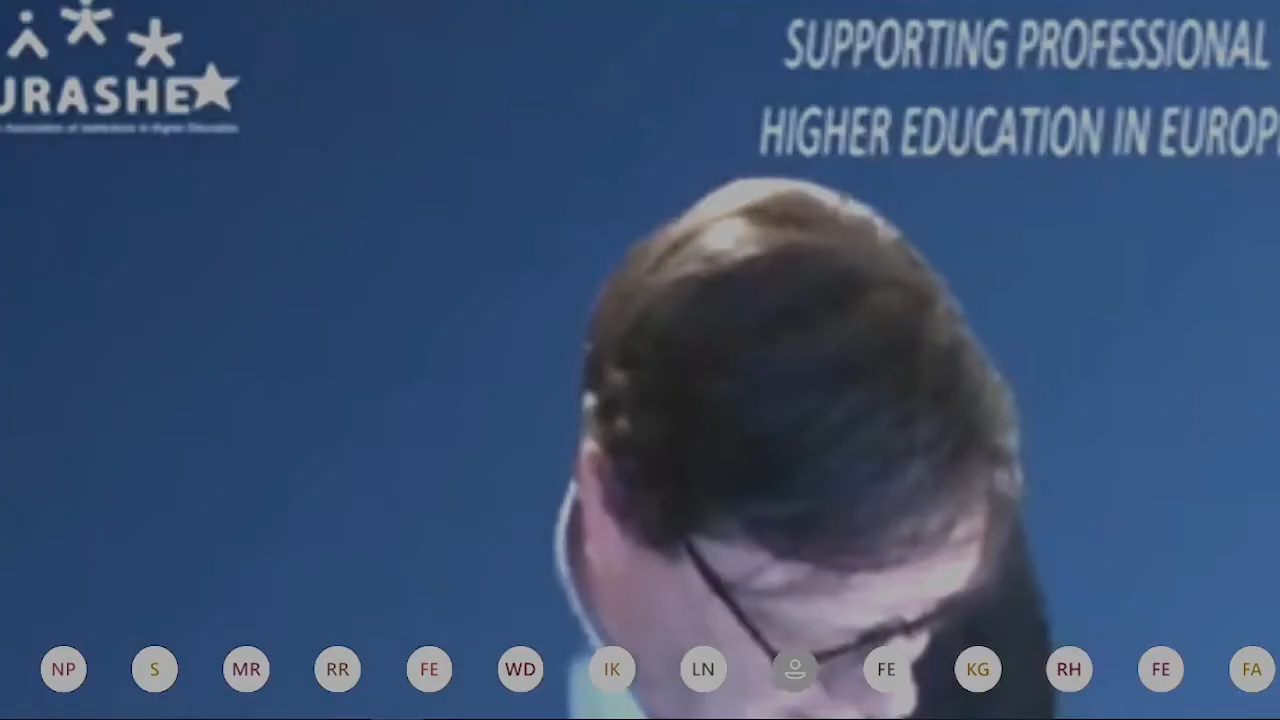 URASHE
SUPPORTING PROFESSIONAL
HIGHER EDUCATION IN EUROP
NP S MR RR FE WD IK LN FE KG RH FE FA